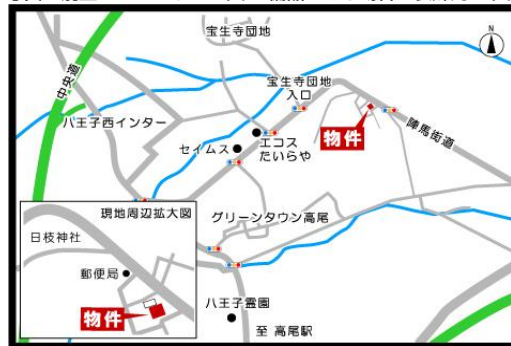 宝生寺団地
N
中央道
宝生寺団地
入口
八王子西インター
エコス
たいらや
セイムス
物件
陣馬街道
現地周辺拡大図
グリーンタウン高尾
日枝神社
郵便局
物件
八王子霊園
至 高尾駅